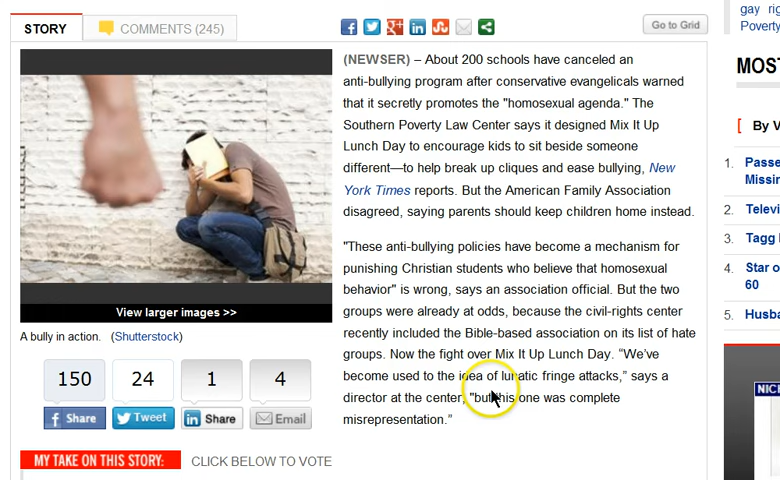 STORY
COMMENTS (245)
Go to Grid
gay rig
Poverty
(NEWSER) – About 200 schools have canceled an
anti-bullying program after conservative evangelicals warned
that it secretly promotes the "homosexual agenda." The
Southern Poverty Law Center says it designed Mix It Up
Lunch Day to encourage kids to sit beside someone
different—to help break up cliques and ease bullying, New
York Times reports. But the American Family Association
disagreed, saying parents should keep children home instead.
"These anti-bullying policies have become a mechanism for
punishing Christian students who believe that homosexual
behavior" is wrong, says an association official. But the two
groups were already at odds, because the civil-rights center
recently included the Bible-based association on its list of hate
groups. Now the fight over Mix It Up Lunch Day. “We’ve
become used to the idea of lunatic fringe attacks,” says a
director at the center, "but this one was complete
misrepresentation.”
View larger images >>
A bully in action. (Shutterstock)
150 24 1 4
Share Tweet Share Email
MY TAKE ON THIS STORY: CLICK BELOW TO VOTE
MOST
[ By V
1. Passe
Missin
2. Televi
3. Tagg
4. Star o
60
5. Husba
NICK